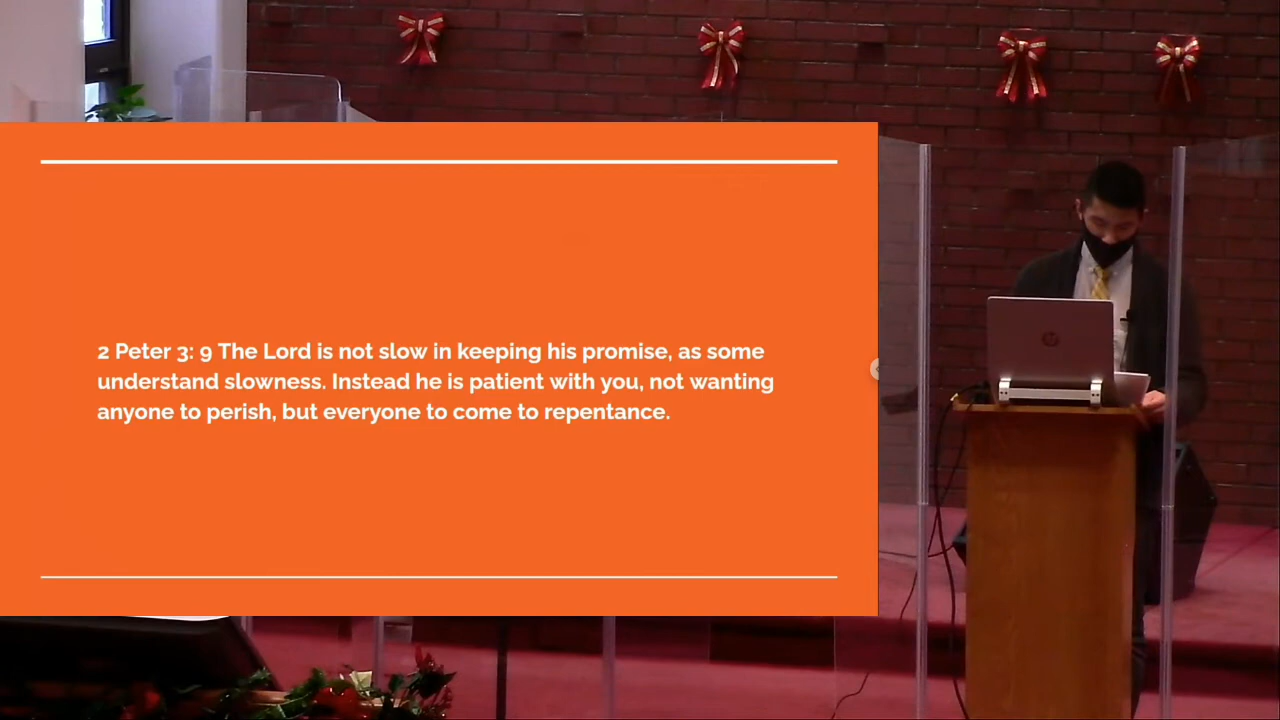 2 Peter 3: 9 The Lord is not slow in keeping his promise, as some
understand slowness. Instead he is patient with you, not wanting
anyone to perish, but everyone to come to repentance.